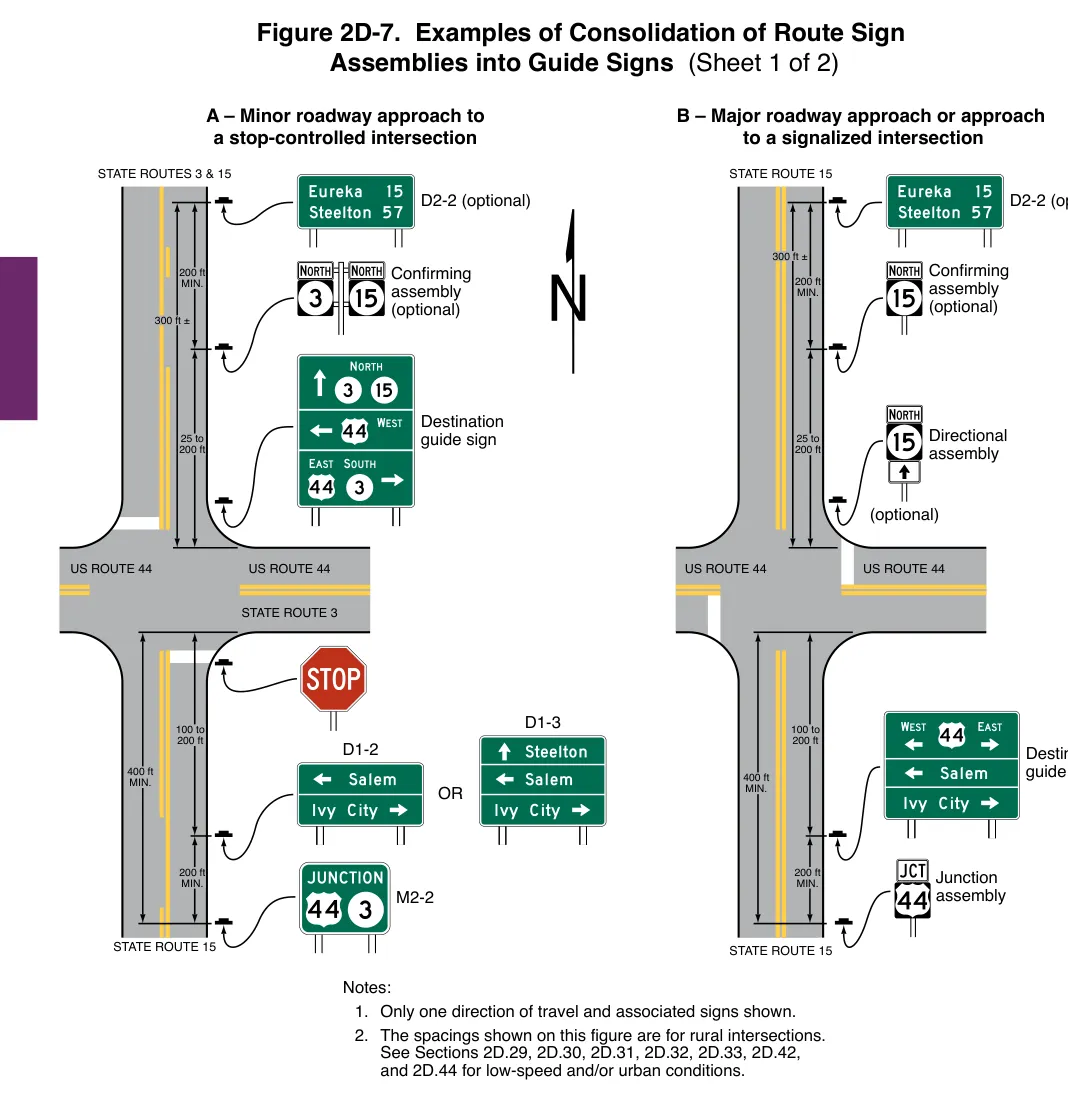 Figure 2D-7. Examples of Consolidation of Route Sign
Assemblies into Guide Signs (Sheet 1 of 2)
A – Minor roadway approach to
a stop-controlled intersection
STATE ROUTES 3 & 15
Eureka 15
Steelton 57
D2-2 (optional)
200 ft
MIN.
300 ft ±
NORTH
3
NORTH
15
Confirming
assembly
(optional)
N
NORTH
3 15
44 WEST
EAST SOUTH
44 3
Destination
guide sign
25 to
200 ft
US ROUTE 44
US ROUTE 44
STATE ROUTE 3
STOP
100 to
200 ft
400 ft
MIN.
D1-2
Salem
Ivy City
OR
D1-3
Steelton
Salem
Ivy City
200 ft
MIN.
JUNCTION
44 3
M2-2
STATE ROUTE 15
B – Major roadway approach or approach
to a signalized intersection
STATE ROUTE 15
Eureka 15
Steelton 57
D2-2 (op
300 ft ±
200 ft
MIN.
NORTH
15
Confirming
assembly
(optional)
25 to
200 ft
NORTH
15
Directional
assembly
(optional)
US ROUTE 44
US ROUTE 44
100 to
200 ft
400 ft
MIN.
WEST 44 EAST
Salem
Ivy City
Destin
guide
200 ft
MIN.
JCT
44
Junction
assembly
STATE ROUTE 15
Notes:
1. Only one direction of travel and associated signs shown.
2. The spacings shown on this figure are for rural intersections.
See Sections 2D.29, 2D.30, 2D.31, 2D.32, 2D.33, 2D.42,
and 2D.44 for low-speed and/or urban conditions.